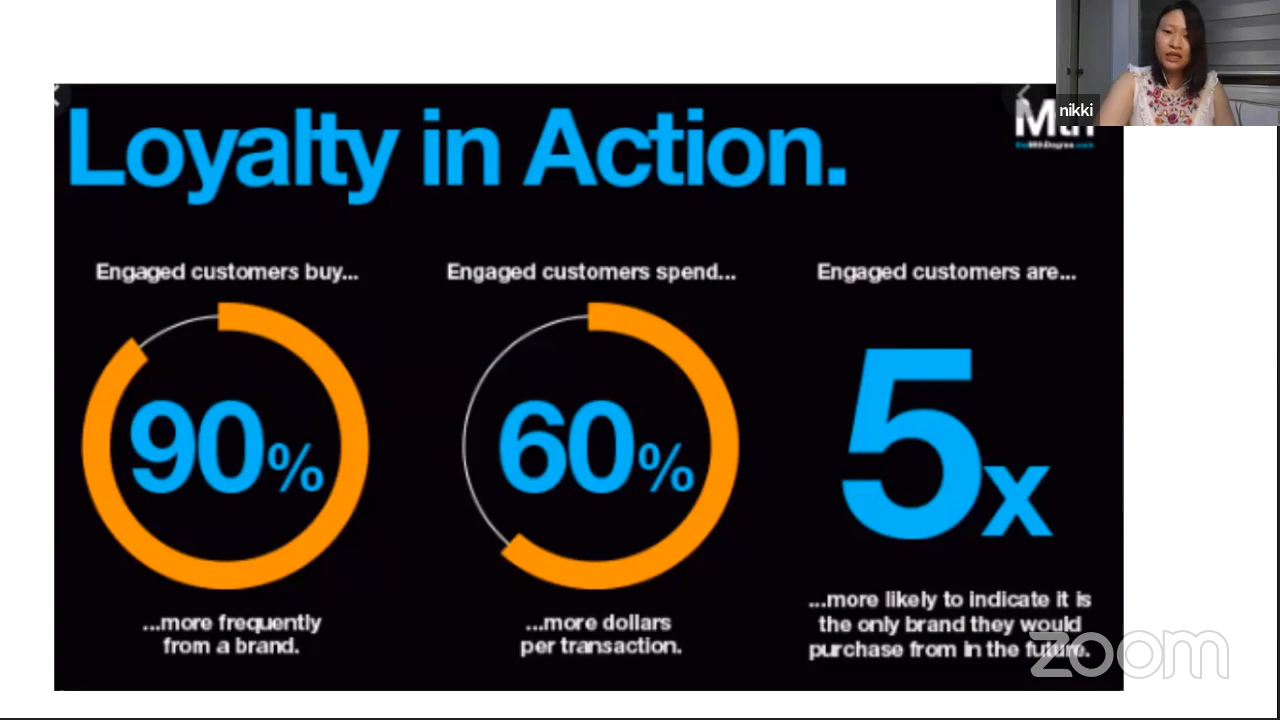 nikki
Loyalty in Action.
Engaged customers buy...
90%
...more frequently
from a brand.
Engaged customers spend...
60%
...more dollars
per transaction.
Engaged customers are...
5x
...more likely to indicate it is
the only brand they would
purchase from in the future.
zoom